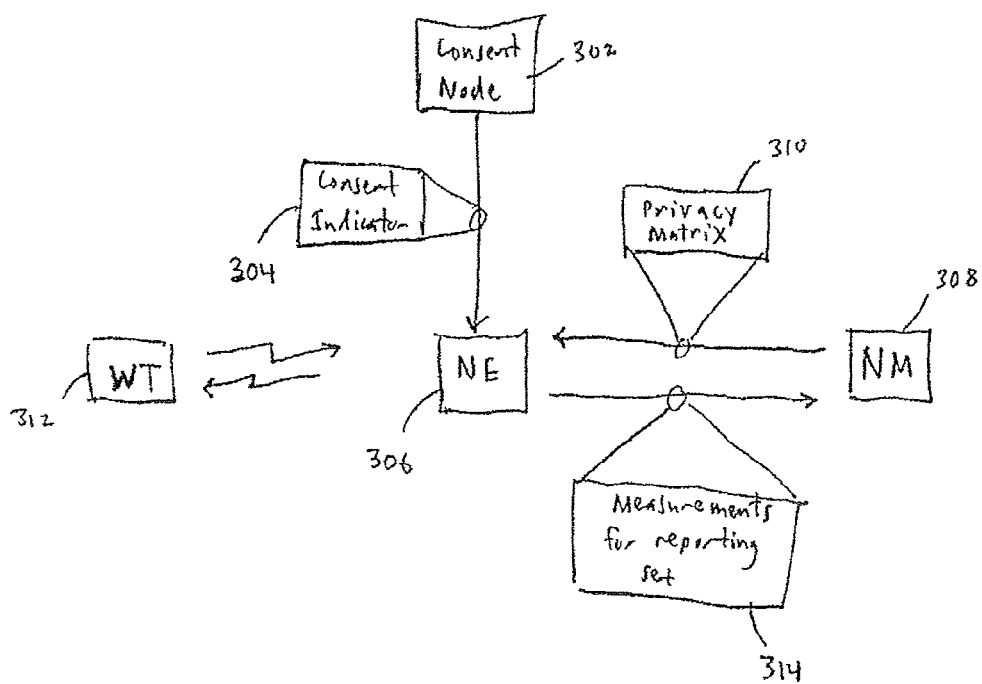 Consent
Node
302
Consent
Indicator
304
310
Privacy
Matrix
308
WT
312
NE
306
NM
Measurements
for reporting
set
314